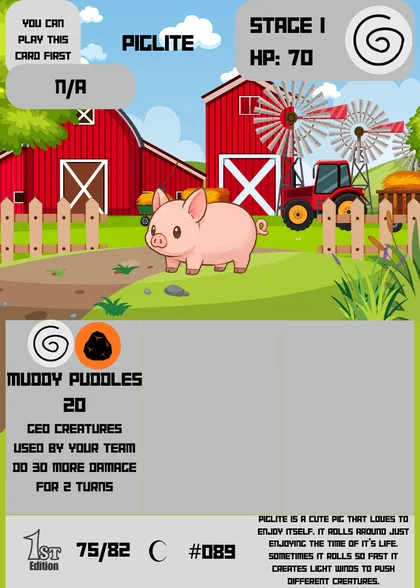 YOU CAN
PLAY THIS
CARD FIRST
PIGLITE
STAGE 1
HP: 70
N/A
MUDDY PUDDLES
20
GEO CREATURES
USED BY YOUR TEAM
DO 30 MORE DAMAGE
FOR 2 TURNS
1ST
Edition
75/82
#089
PIGLITE IS A CUTE PIG THAT LOVES TO
ENJOY ITSELF. IT ROLLS AROUND JUST
ENJOYING THE TIME OF IT'S LIFE.
SOMETIMES IT ROLLS SO FAST IT
CREATES LIGHT WINDS TO PUSH
DIFFERENT CREATURES.